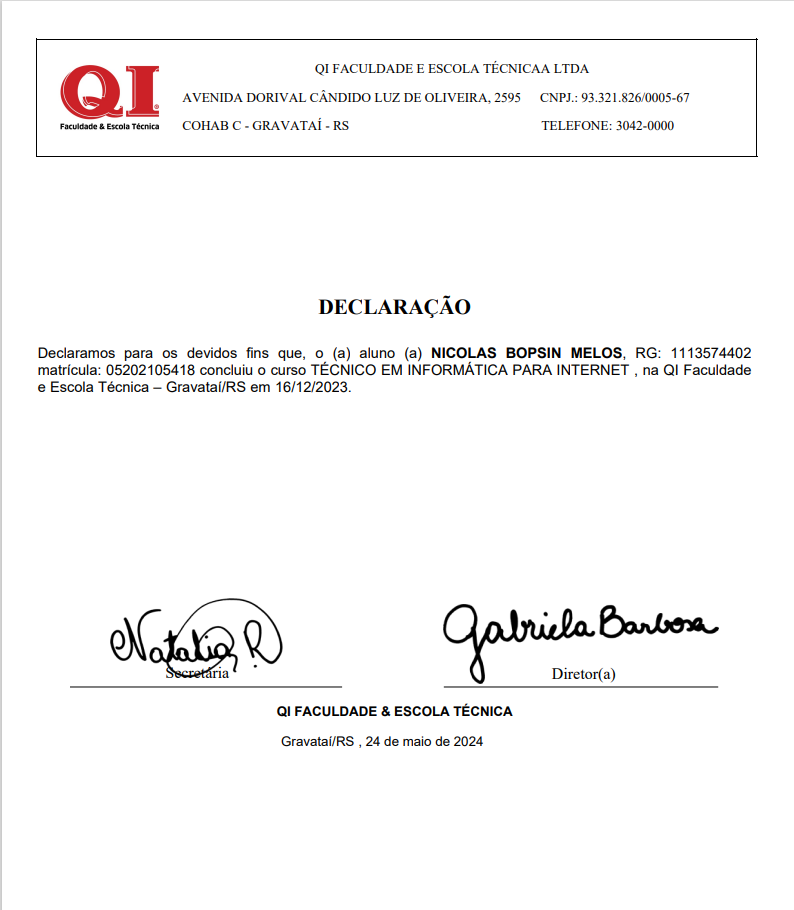 QI FACULDADE E ESCOLA TÉCNICAA LTDA
QI
Faculdade & Escola Técnica
AVENIDA DORIVAL CÂNDIDO LUZ DE OLIVEIRA, 2595 CNPJ.: 93.321.826/0005-67
COHAB C - GRAVATAÍ - RS TELEFONE: 3042-0000
DECLARAÇÃO
Declaramos para os devidos fins que, o (a) aluno (a) NICOLAS BOPSIN MELOS, RG: 1113574402
matrícula: 05202105418 concluiu o curso TÉCNICO EM INFORMÁTICA PARA INTERNET , na QI Faculdade
e Escola Técnica – Gravataí/RS em 16/12/2023.
Natalia R Gabriela Barbosa
Secretária Diretor(a)
QI FACULDADE & ESCOLA TÉCNICA
Gravataí/RS , 24 de maio de 2024